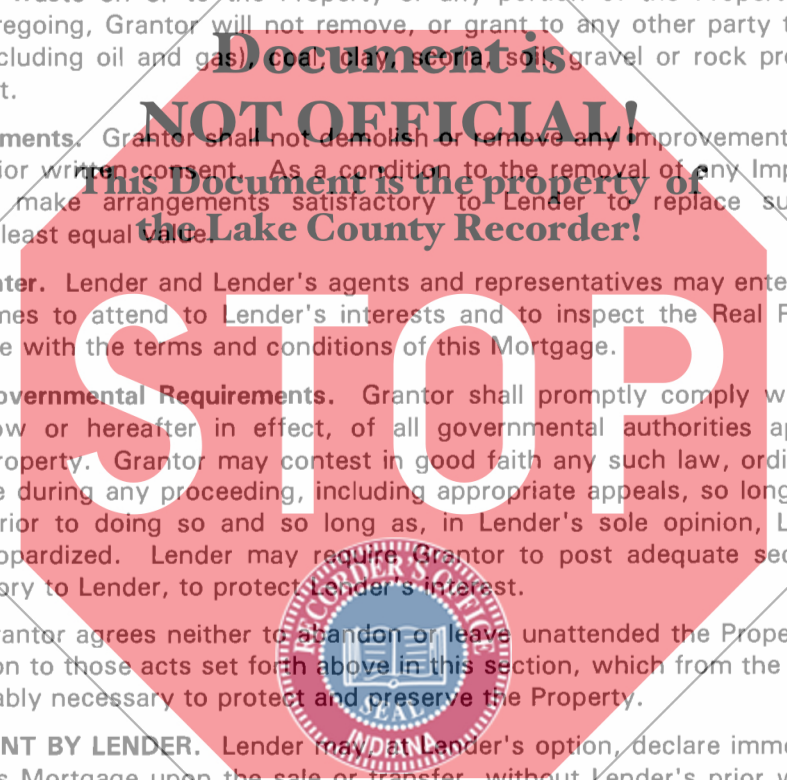 regoing, Grantor will not remove, or grant to any other party
cluding oil and gas), coal, clay, scoria, soil, gravel or rock pro
t.
Document is
NOT OFFICIAL!
This Document is the property of
the Lake County Recorder!
ments. Grantor shall not demolish or remove any Improvement
ior written consent. As a condition to the removal of any Imp
make arrangements satisfactory to Lender to replace su
least equal value.
nter. Lender and Lender's agents and representatives may ente
mes to attend to Lender's interests and to inspect the Real P
e with the terms and conditions of this Mortgage.
STOP
overnmental Requirements. Grantor shall promptly comply w
ow or hereafter in effect, of all governmental authorities ap
roperty. Grantor may contest in good faith any such law, ordi
e during any proceeding, including appropriate appeals, so long
rior to doing so and so long as, in Lender's sole opinion, L
opardized. Lender may require Grantor to post adequate sec
ory to Lender, to protect Lender's interest.
rantor agrees neither to abandon or leave unattended the Prope
on to those acts set forth above in this section, which from the
ably necessary to protect and preserve the Property.
RECORDER'S OFFICE
SEAL
INDIANA
NT BY LENDER. Lender may, at Lender's option, declare imme
s Mortgage upon the sale or transfer, without Lender's prior w